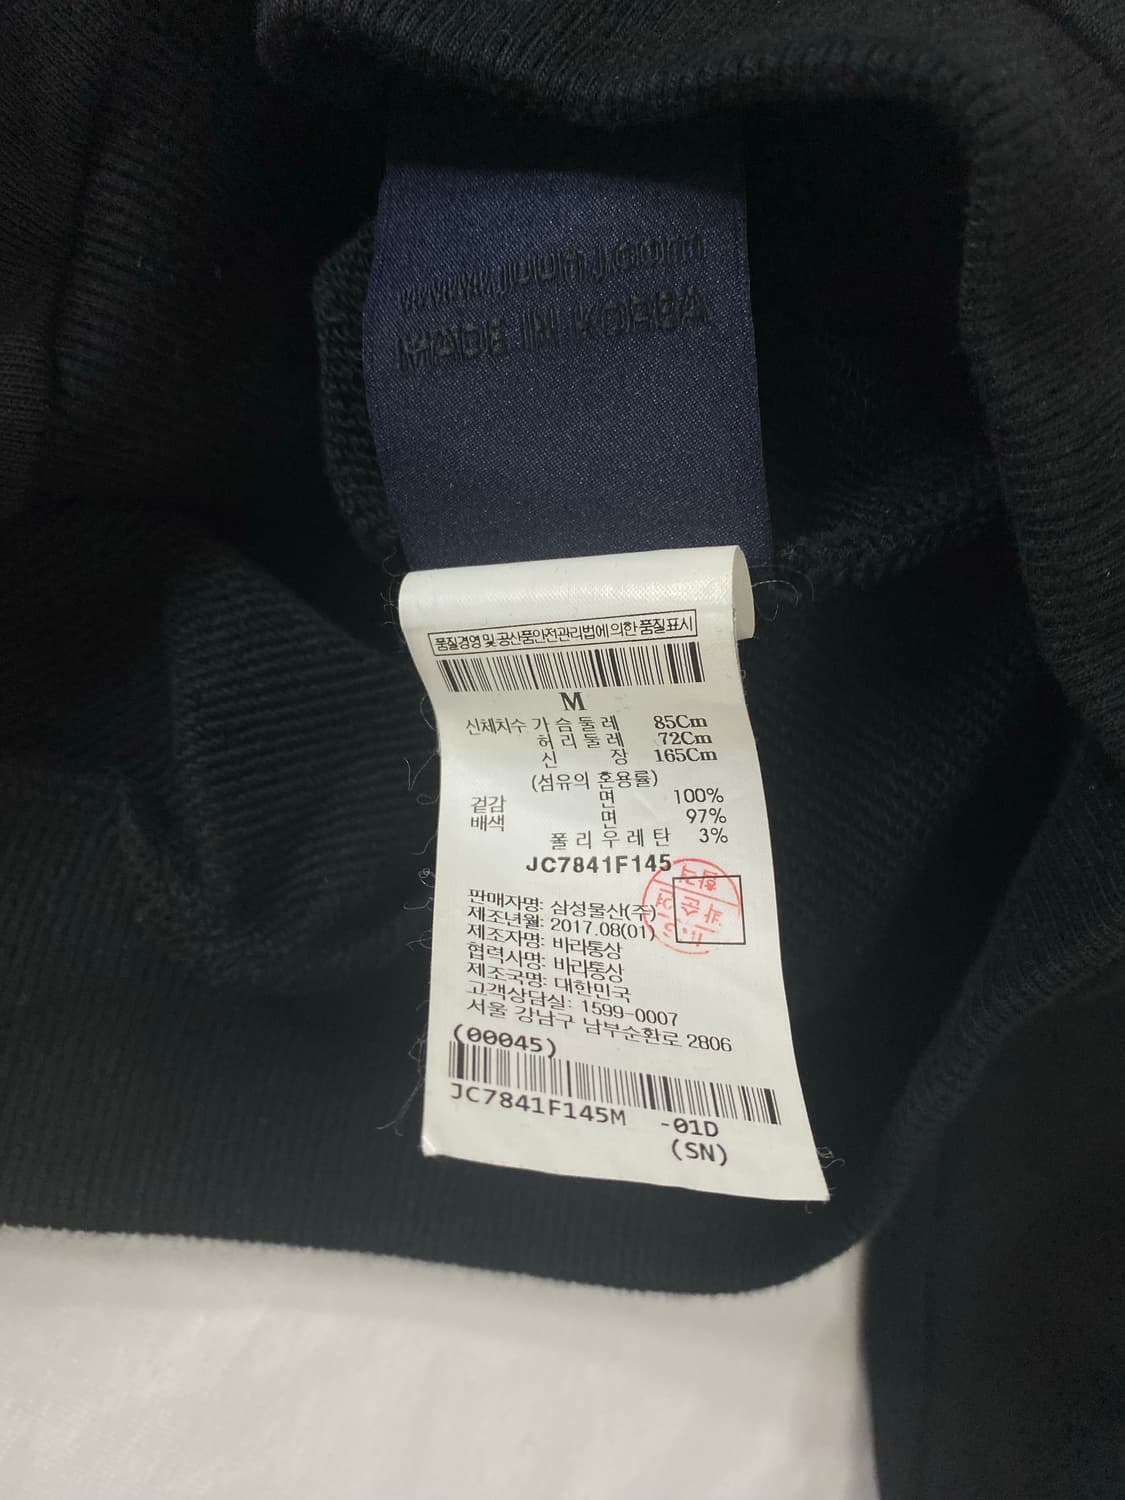 MADE IN KOREA
품질경영 및 공산품안전관리법에 의한 품질표시
M
신체치수 가슴둘레 85Cm
허리둘레 72Cm
신 장 165Cm
(섬유의 혼용률)
겉감 면 100%
배색 면 97%
폴리우레탄 3%
JC7841F145
판매자명: 삼성물산(주)
제조년월: 2017.08(01)
제조자명: 바라통상
협력사명: 바라통상
제조국명: 대한민국
고객상담실: 1599-0007
서울 강남구 남부순환로 2806
(00045)
JC7841F145M -01D
(SN)